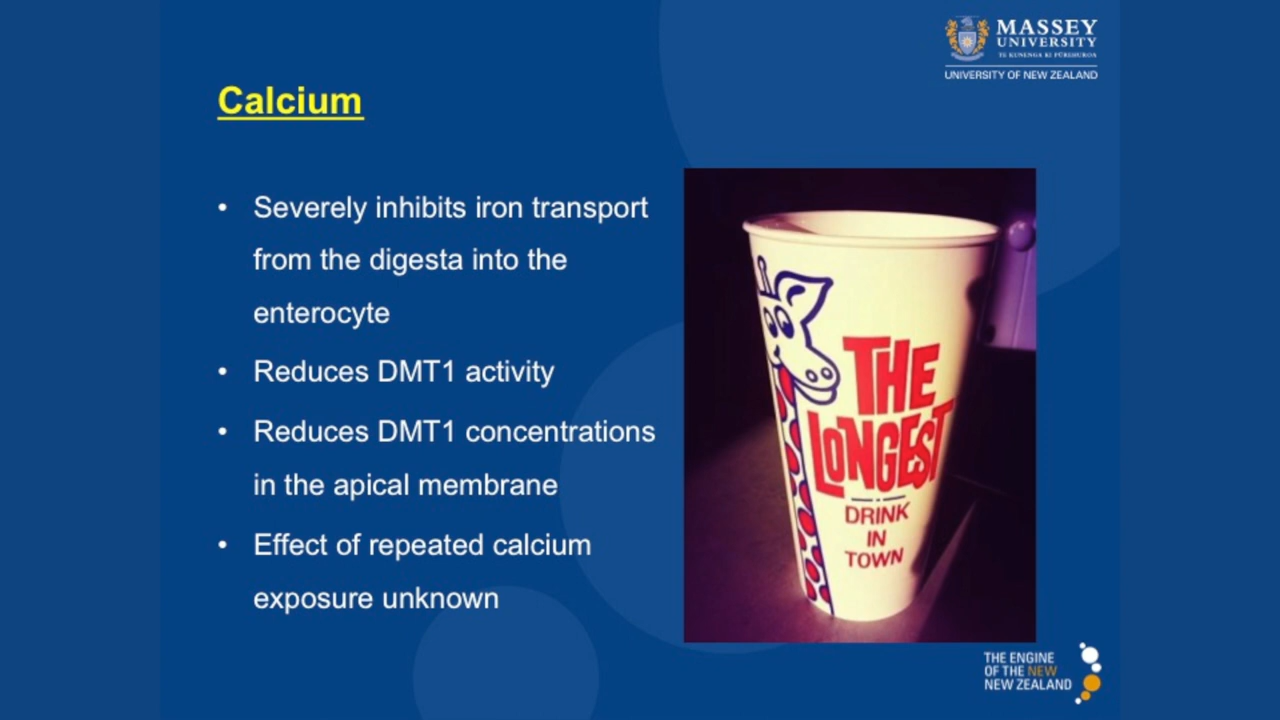 MASSEY
UNIVERSITY
TE KUNENGA KI PŪREHUROA
UNIVERSITY OF NEW ZEALAND
Calcium
• Severely inhibits iron transport
from the digesta into the
enterocyte
• Reduces DMT1 activity
• Reduces DMT1 concentrations
in the apical membrane
• Effect of repeated calcium
exposure unknown
THE
LONGEST
DRINK
IN
TOWN
THE ENGINE
OF THE NEW
NEW ZEALAND